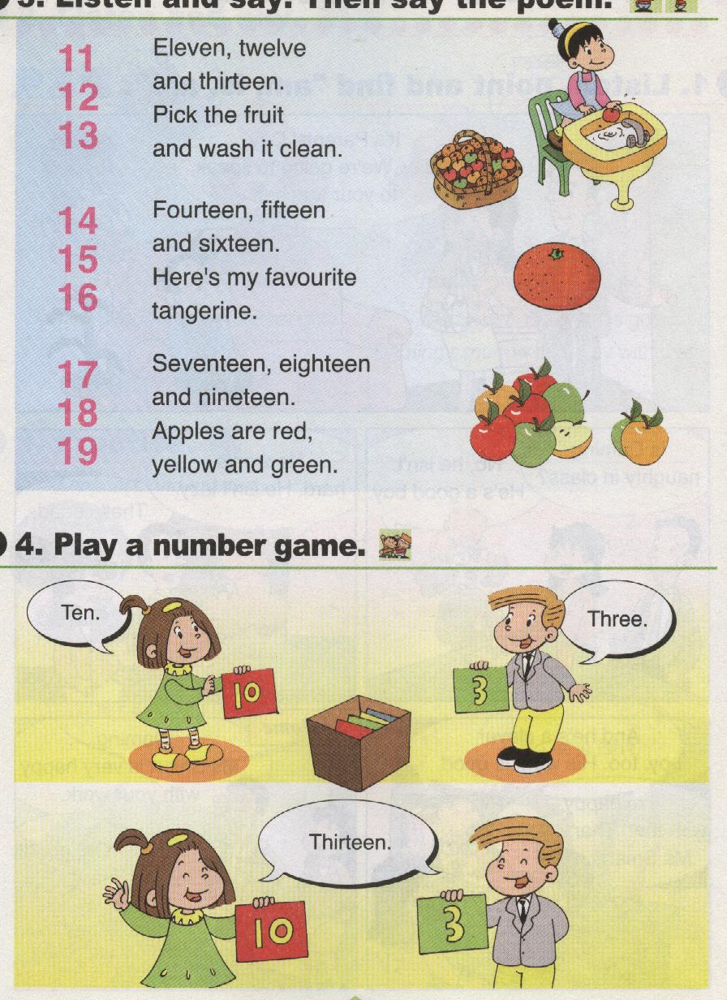 3. Listen and say. Then say the poem.
11
12
13
Eleven, twelve
and thirteen.
Pick the fruit
and wash it clean.
14
15
16
Fourteen, fifteen
and sixteen.
Here's my favourite
tangerine.
17
18
19
Seventeen, eighteen
and nineteen.
Apples are red,
yellow and green.
4. Play a number game.
Ten.
Three.
10
3
Thirteen.
10
3